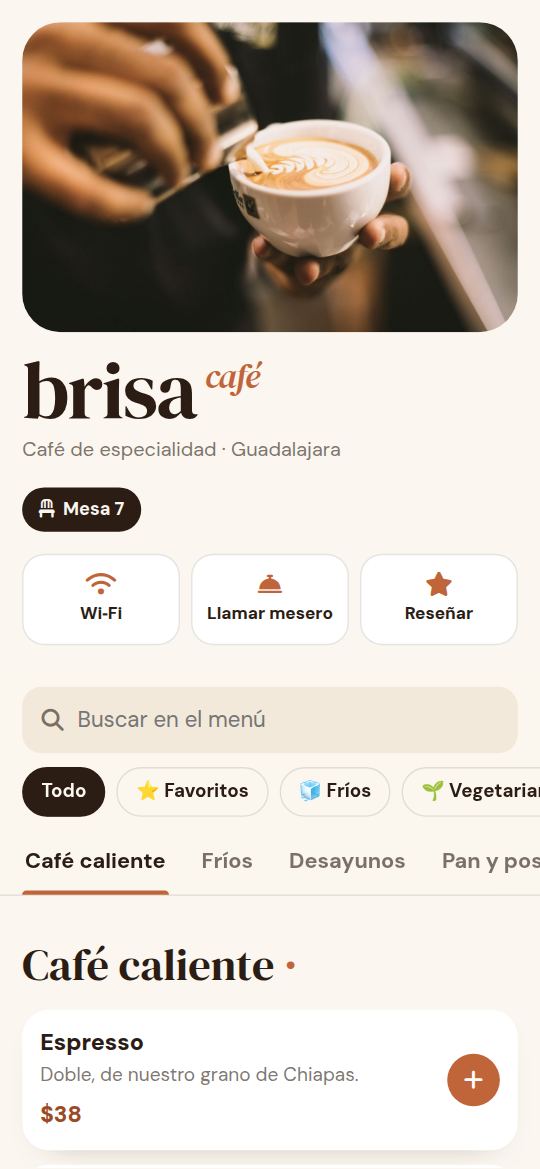 brisa café
Café de especialidad · Guadalajara
Mesa 7
Wi-Fi
Llamar mesero
Reseñar
Buscar en el menú
Todo
⭐ Favoritos
🧊 Fríos
🌱 Vegetarian
Café caliente
Fríos
Desayunos
Pan y pos
Café caliente ·
Espresso
Doble, de nuestro grano de Chiapas.
$38
+